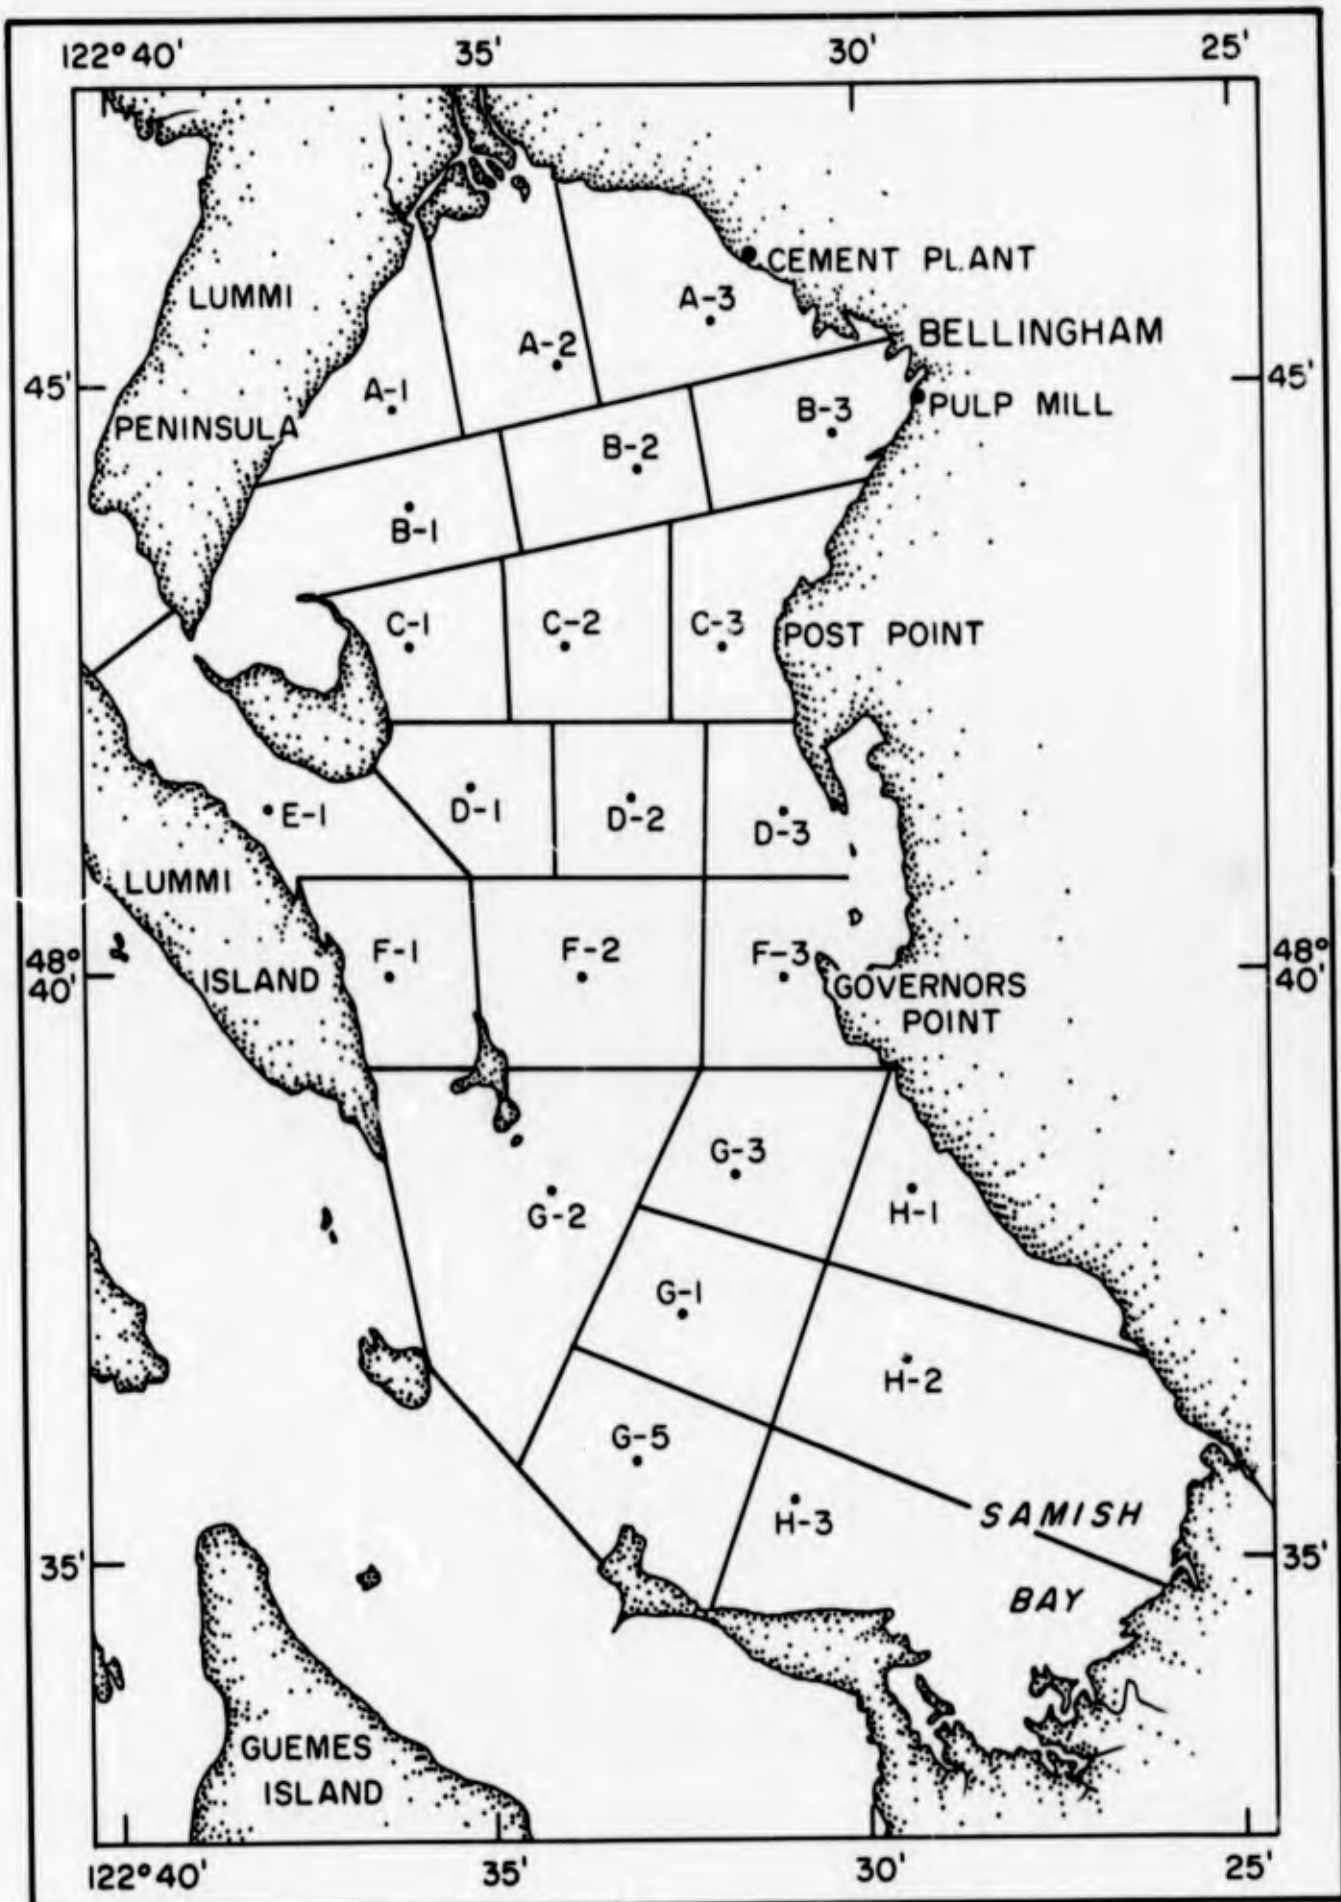 122°40' 35' 30' 25'
CEMENT PLANT
A-3
LUMMI
BELLINGHAM
A-2
45' 45'
A-1
PULP MILL
B-3
PENINSULA
B-2
B-1
C-1 C-2 C-3 POST POINT
E-1 D-1 D-2 D-3
LUMMI
F-1 F-2 F-3
48° 48°
40' 40'
ISLAND
GOVERNORS
POINT
G-3
G-2 H-1
G-1
H-2
G-5
SAMISH
H-3
35' 35'
BAY
GUEMES
ISLAND
122°40' 35' 30' 25'